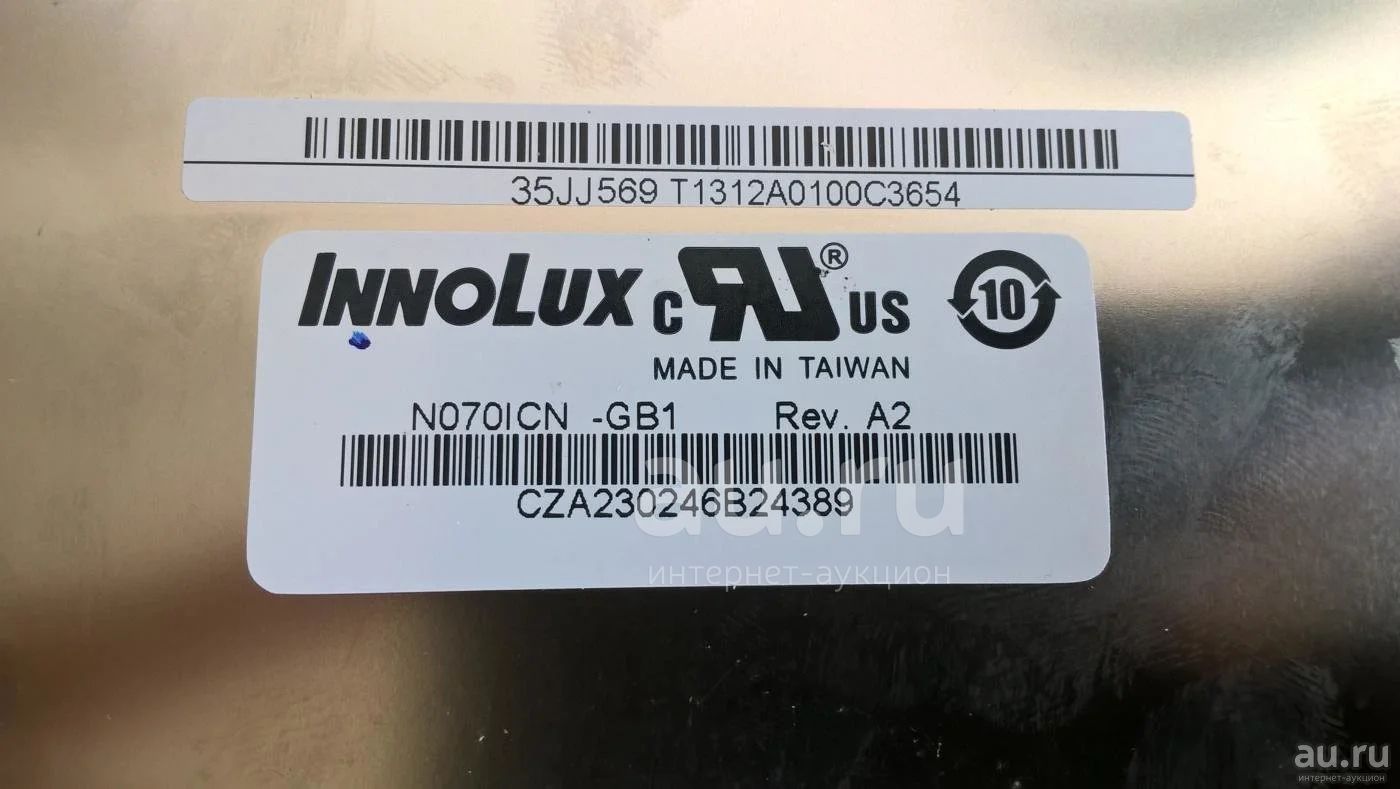 35JJ569 T1312A0100C3654
INNOLUX c RU ® US 10
MADE IN TAIWAN
N070ICN -GB1 Rev. A2
CZA230246B24389
au.ru
интернет-аукцион
au.ru
интернет-аукцион